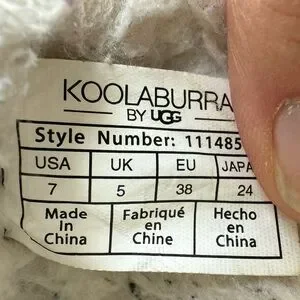 KOOLABURRA
BY UGG
Style Number: 111485
USA UK EU JAPA
7 5 38 24
Made Fabriqué Hecho
In en en
China Chine China